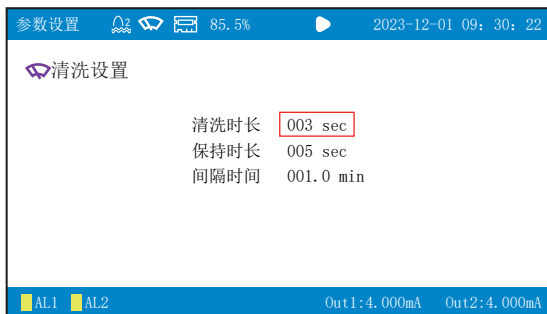 参数设置 2 85.5% 2023-12-01 09: 30: 22
清洗设置
清洗时长 003 sec
保持时长 005 sec
间隔时间 001.0 min
AL1 AL2 Out1:4.000mA Out2:4.000mA